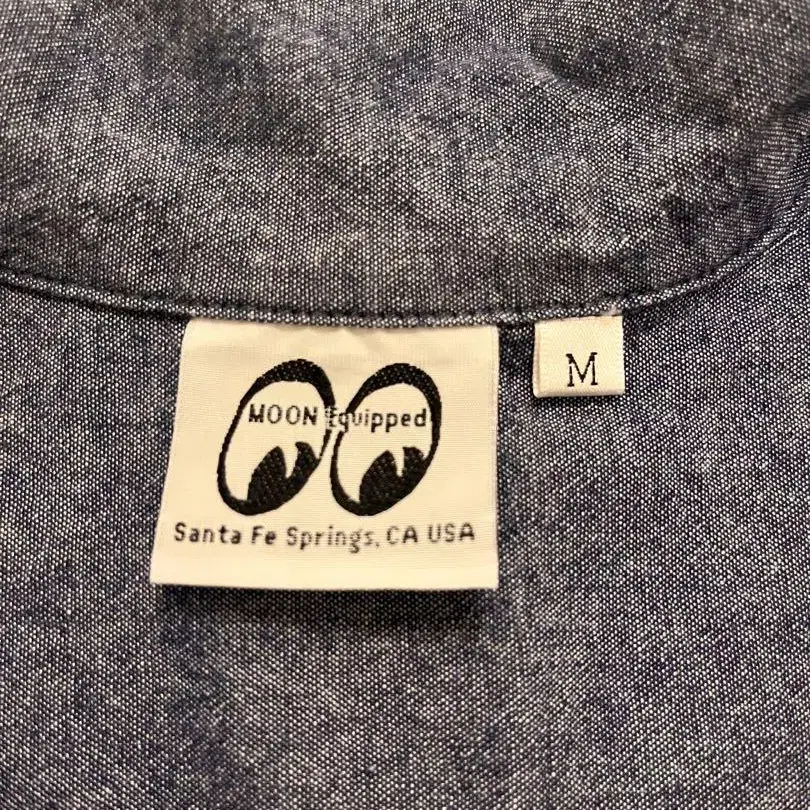 MOON Equipped
Santa Fe Springs, CA USA
M